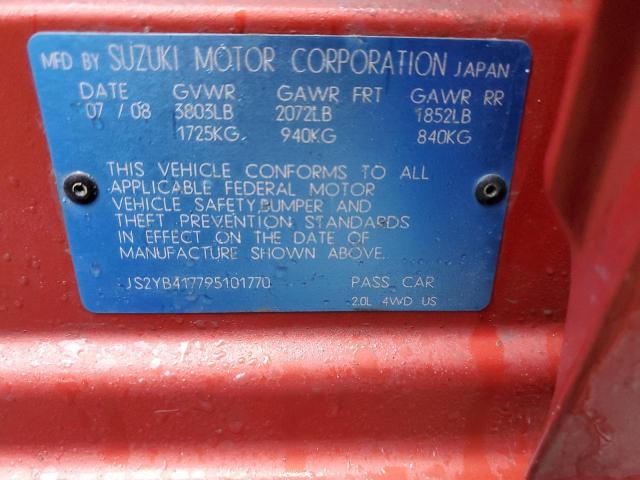 MFD BY SUZUKI MOTOR CORPORATION JAPAN
DATE GVWR GAWR FRT GAWR RR
07 / 08 3803LB 2072LB 1852LB
1725KG. 940KG 840KG
THIS VEHICLE CONFORMS TO ALL
APPLICABLE FEDERAL MOTOR
VEHICLE SAFETY,BUMPER AND
THEFT PREVENTION STANDARDS
IN EFFECT ON THE DATE OF
MANUFACTURE SHOWN ABOVE.
JS2YB417795101770 PASS CAR
2.0L 4WD US